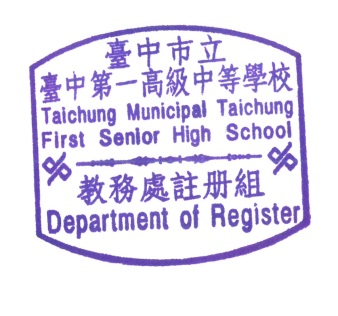 臺中市立
臺中第一高級中等學校
Taichung Municipal Taichung
First Senior High School
教務處註册組
Department of Register